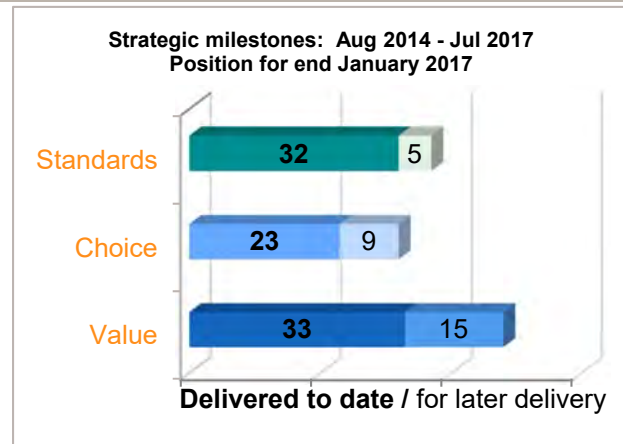 Strategic milestones: Aug 2014 - Jul 2017
Position for end January 2017
Standards 32 5
Choice 23 9
Value 33 15
Delivered to date / for later delivery